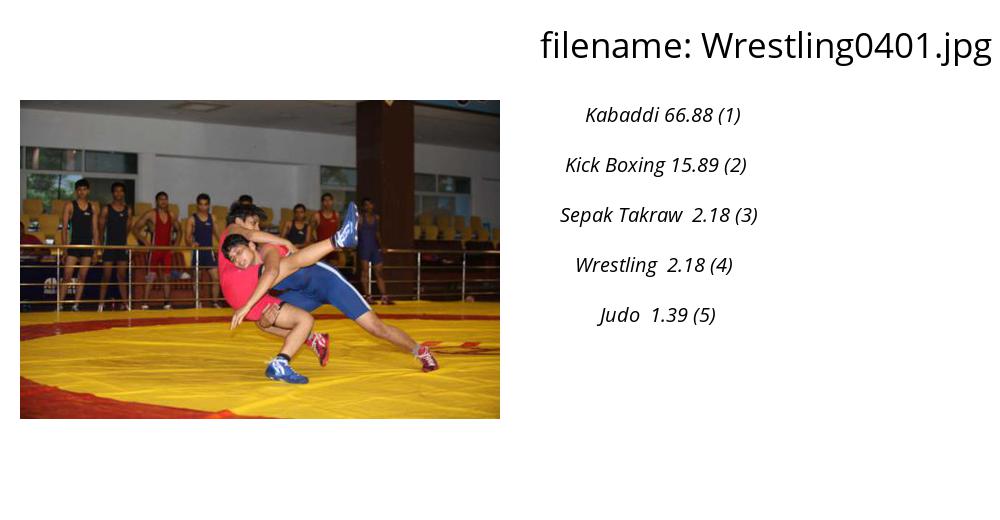 filename: Wrestling0401.jpg
Kabaddi 66.88 (1)
Kick Boxing 15.89 (2)
Sepak Takraw 2.18 (3)
Wrestling 2.18 (4)
Judo 1.39 (5)